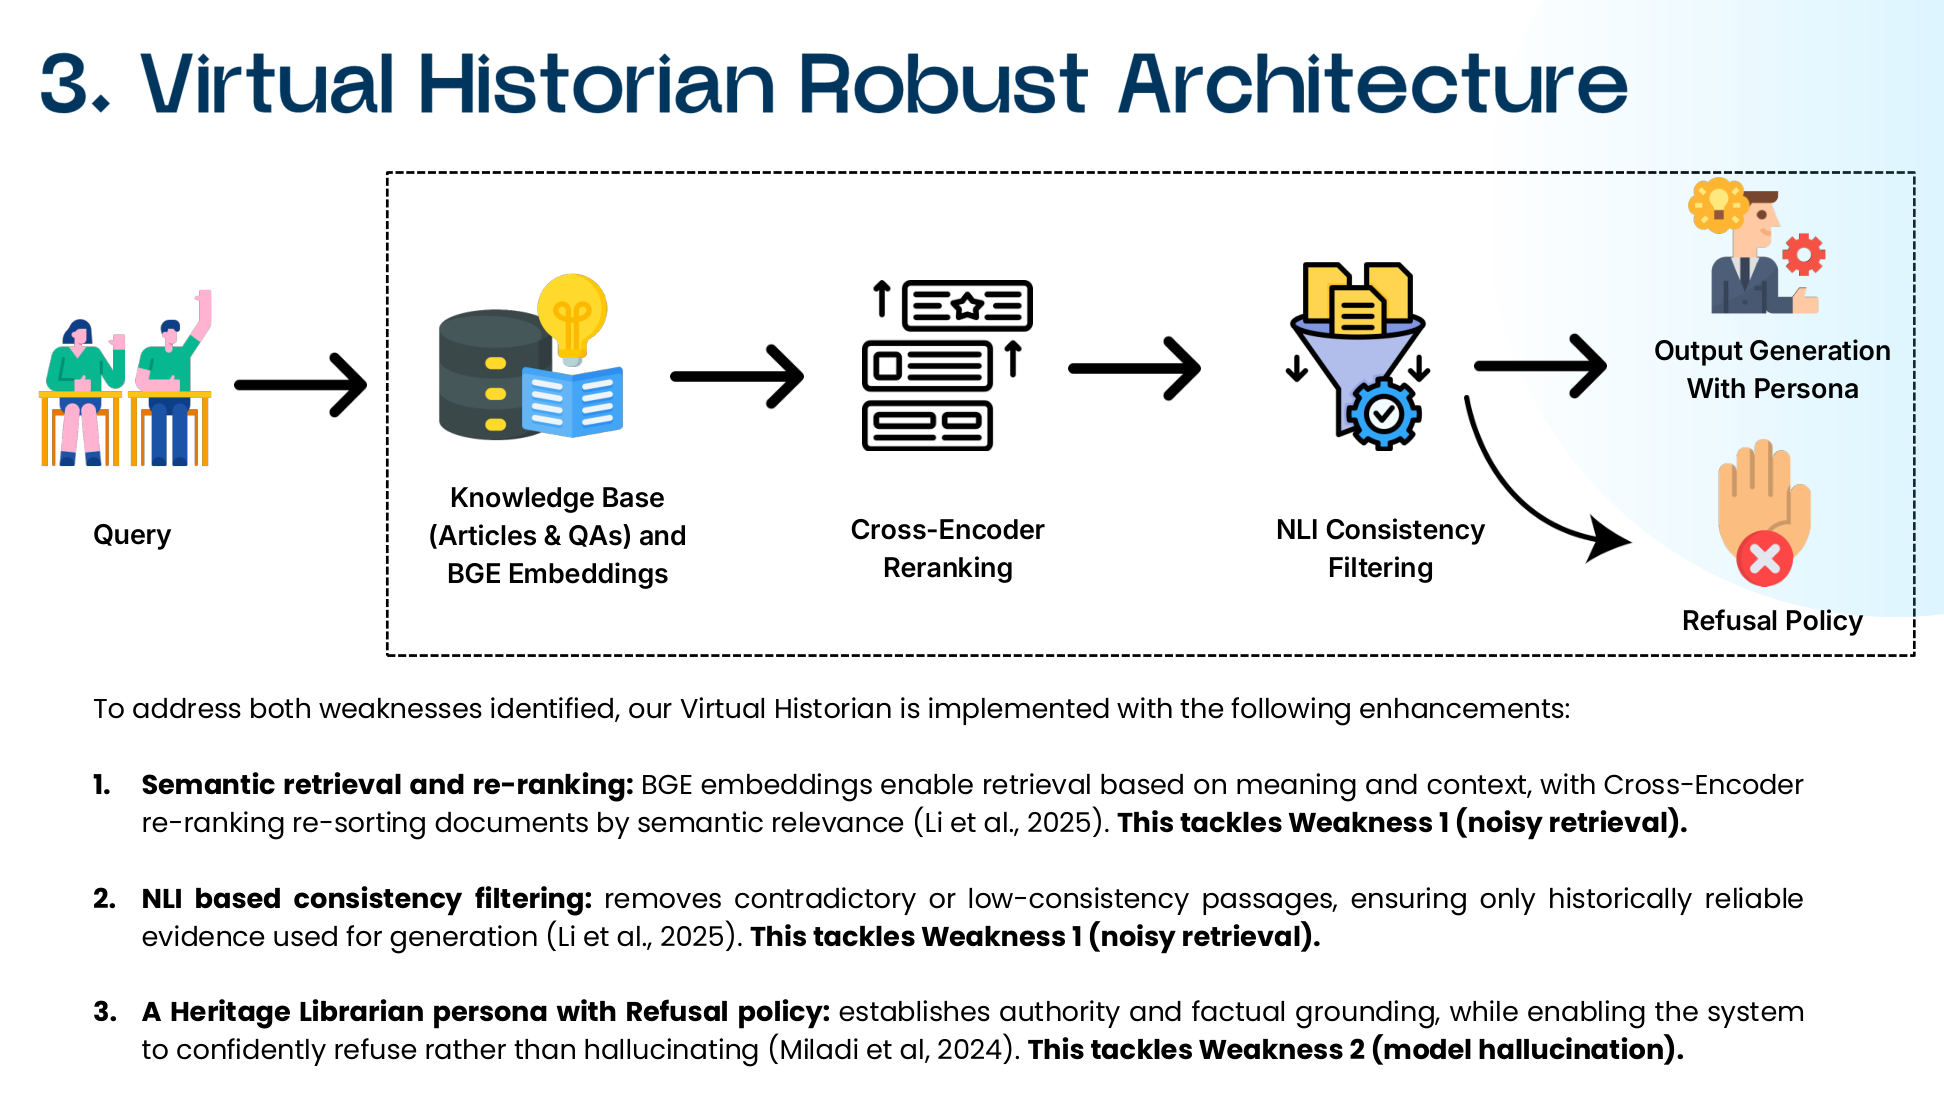 3. Virtual Historian Robust Architecture
Query
Knowledge Base
(Articles & QAs) and
BGE Embeddings
Cross-Encoder
Reranking
NLI Consistency
Filtering
Output Generation
With Persona
Refusal Policy
To address both weaknesses identified, our Virtual Historian is implemented with the following enhancements:
1. Semantic retrieval and re-ranking: BGE embeddings enable retrieval based on meaning and context, with Cross-Encoder
re-ranking re-sorting documents by semantic relevance (Li et al., 2025). This tackles Weakness 1 (noisy retrieval).
2. NLI based consistency filtering: removes contradictory or low-consistency passages, ensuring only historically reliable
evidence used for generation (Li et al., 2025). This tackles Weakness 1 (noisy retrieval).
3. A Heritage Librarian persona with Refusal policy: establishes authority and factual grounding, while enabling the system
to confidently refuse rather than hallucinating (Miladi et al, 2024). This tackles Weakness 2 (model hallucination).